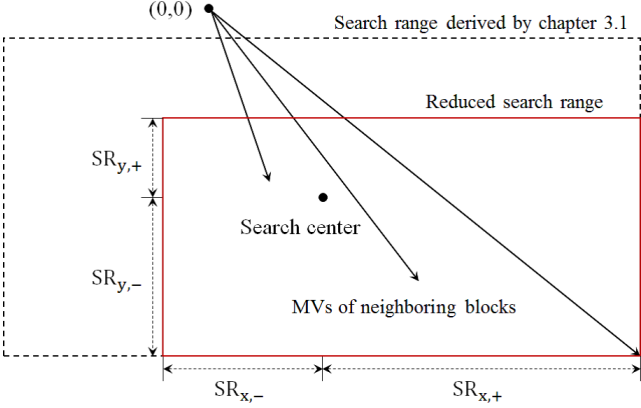 (0,0)
Search range derived by chapter 3.1
Reduced search range
SRy,+
Search center
SRy,−
MVs of neighboring blocks
SRx,−
SRx,+